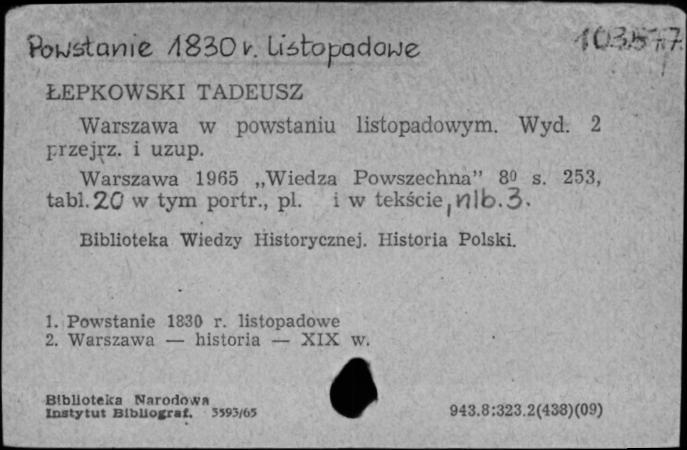 Powstanie 1830 r. Listopadowe
ŁEPKOWSKI TADEUSZ
Warszawa w powstaniu listopadowym. Wyd. 2
przejrz. i uzup.
Warszawa 1965 „Wiedza Powszechna” 8⁰ s. 253,
tabl. 20 w tym portr., pl. i w tekście, nlb. 3.
Biblioteka Wiedzy Historycznej. Historia Polski.
1. Powstanie 1830 r. listopadowe
2. Warszawa — historia — XIX w.
Biblioteka Narodowa
Instytut Bibliograf. 3593/65
943.8:323.2(438)(09)